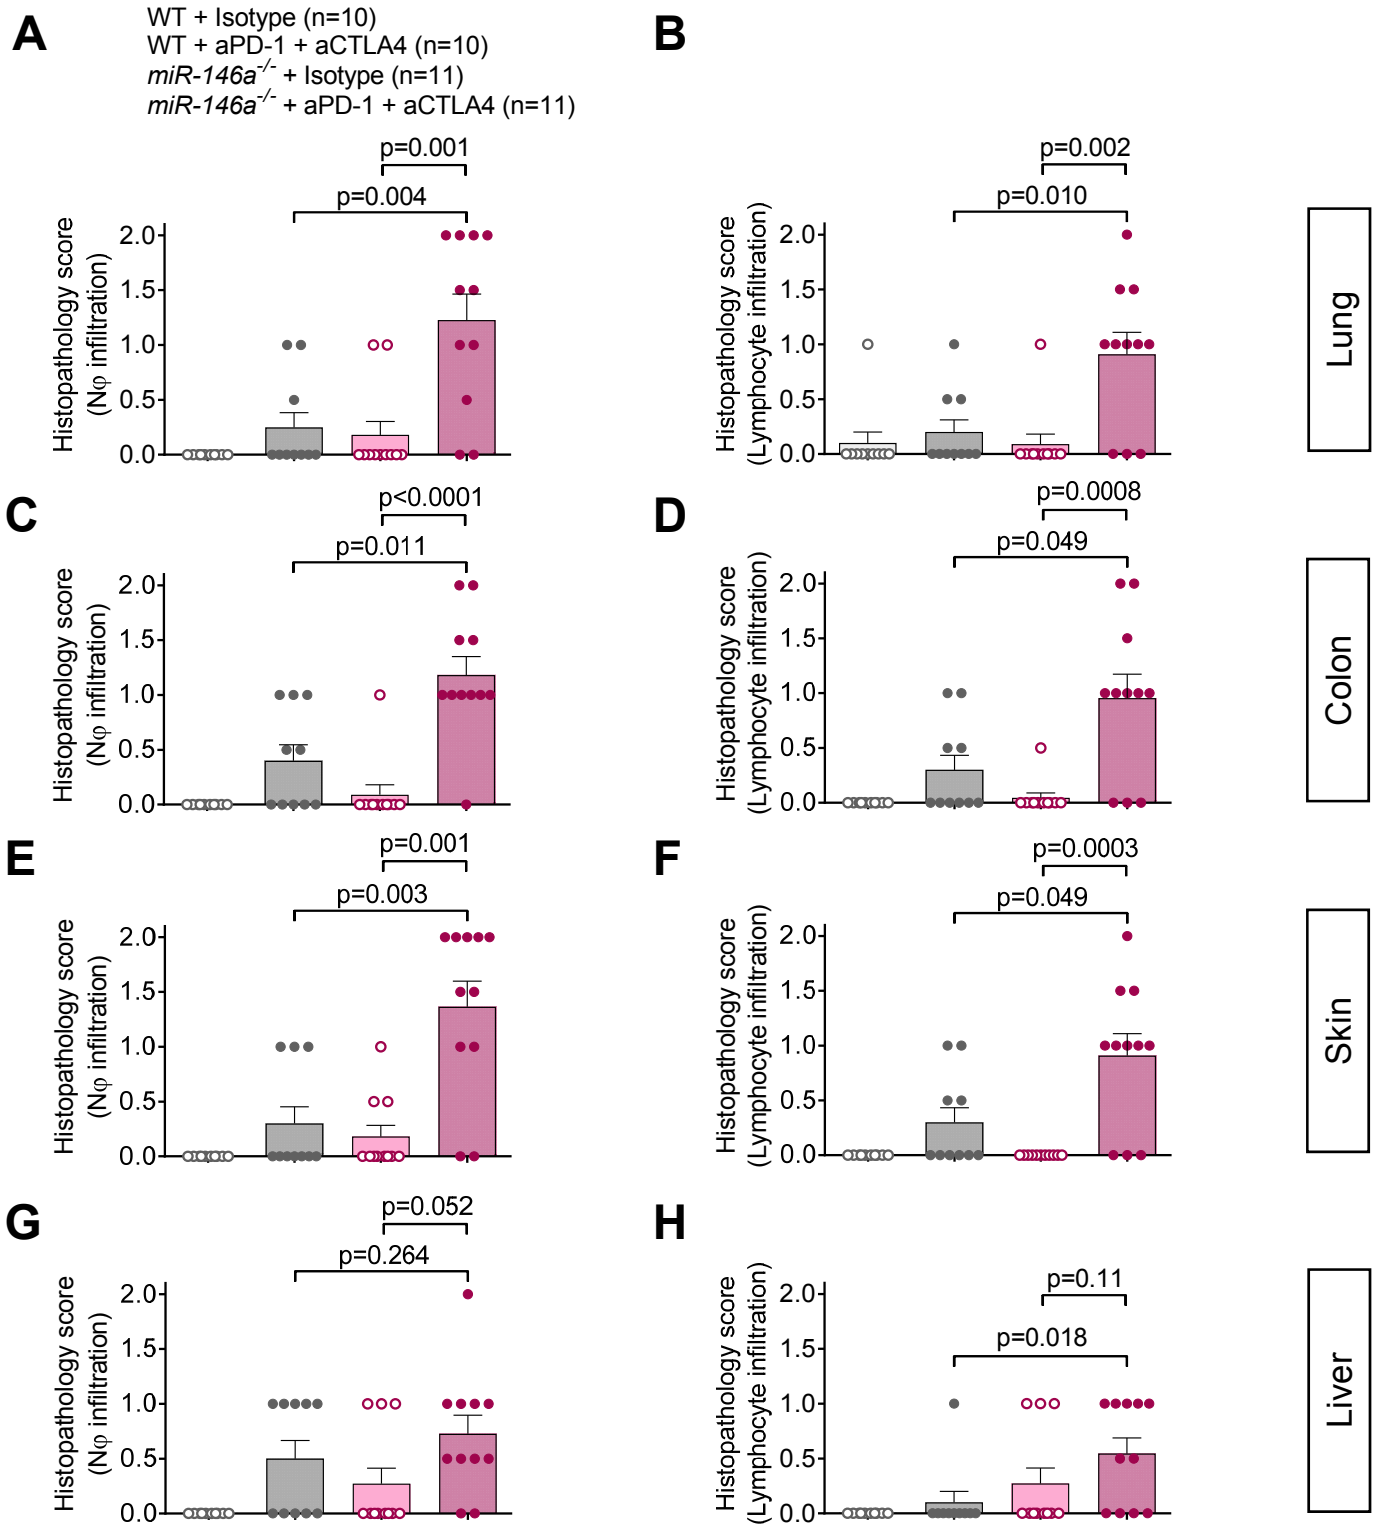 A
WT + Isotype (n=10)
WT + aPD-1 + aCTLA4 (n=10)
miR-146a-/- + Isotype (n=11)
miR-146a-/- + aPD-1 + aCTLA4 (n=11)
p=0.001
p=0.004
Histopathology score
(Nφ infiltration)
2.0
1.5
1.0
0.5
0.0
B
p=0.002
p=0.010
Histopathology score
(Lymphocyte infiltration)
2.0
1.5
1.0
0.5
0.0
Lung
C
p<0.0001
p=0.011
Histopathology score
(Nφ infiltration)
2.0
1.5
1.0
0.5
0.0
D
p=0.0008
p=0.049
Histopathology score
(Lymphocyte infiltration)
2.0
1.5
1.0
0.5
0.0
Colon
E
p=0.001
p=0.003
Histopathology score
(Nφ infiltration)
2.0
1.5
1.0
0.5
0.0
F
p=0.0003
p=0.049
Histopathology score
(Lymphocyte infiltration)
2.0
1.5
1.0
0.5
0.0
Skin
G
p=0.052
p=0.264
Histopathology score
(Nφ infiltration)
2.0
1.5
1.0
0.5
0.0
H
p=0.11
p=0.018
Histopathology score
(Lymphocyte infiltration)
2.0
1.5
1.0
0.5
0.0
Liver